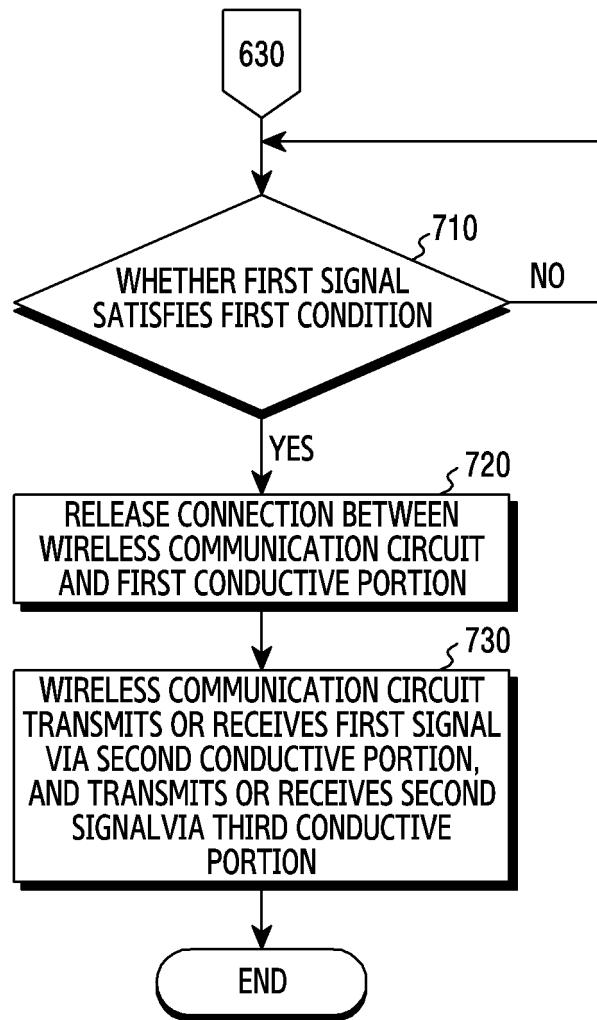 630
710
WHETHER FIRST SIGNAL
SATISFIES FIRST CONDITION
NO
YES
720
RELEASE CONNECTION BETWEEN
WIRELESS COMMUNICATION CIRCUIT
AND FIRST CONDUCTIVE PORTION
730
WIRELESS COMMUNICATION CIRCUIT
TRANSMITS OR RECEIVES FIRST SIGNAL
VIA SECOND CONDUCTIVE PORTION,
AND TRANSMITS OR RECEIVES SECOND
SIGNALVIA THIRD CONDUCTIVE
PORTION
END